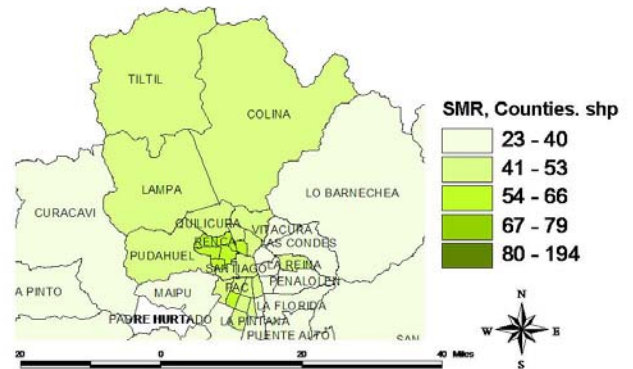 TILTIL
COLINA
SMR, Counties. shp
23 - 40
41 - 53
54 - 66
67 - 79
80 - 194
LAMPA
LO BARNECHEA
CURACAVI
QUILICURA
VITACURA
RENCA
LAS CONDES
PUDAHUEL
SANTIAGO
LA REINA
PENALOLEN
A PINTO
MAIPU
PAC
LA FLORIDA
PADRE HURTADO
LA PINTANA
PUENTE ALTO
SAN
N
W
E
S
20
0
20
40 Miles